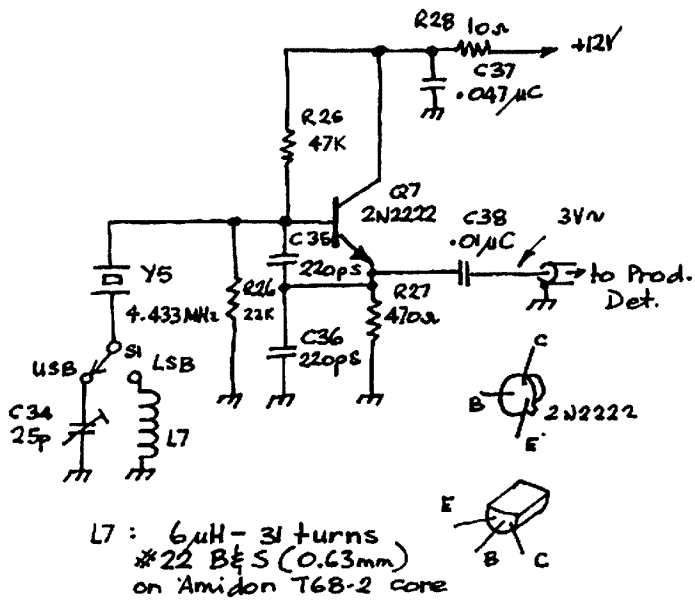 R28 10Ω
+12V
C37
.047µC
R26
47K
Q7
2N2222
C38
.01µC
3V~
C35
220pS
to Prod.
Det.
Y5
4.433MHz
R26
22K
R27
470Ω
C36
220pS
S1
USB
LSB
C34
25p
L7
C
B
E
2N2222
E
B
C
L7: 6µH - 31 turns
#22 B&S (0.63mm)
on Amidon T68-2 core